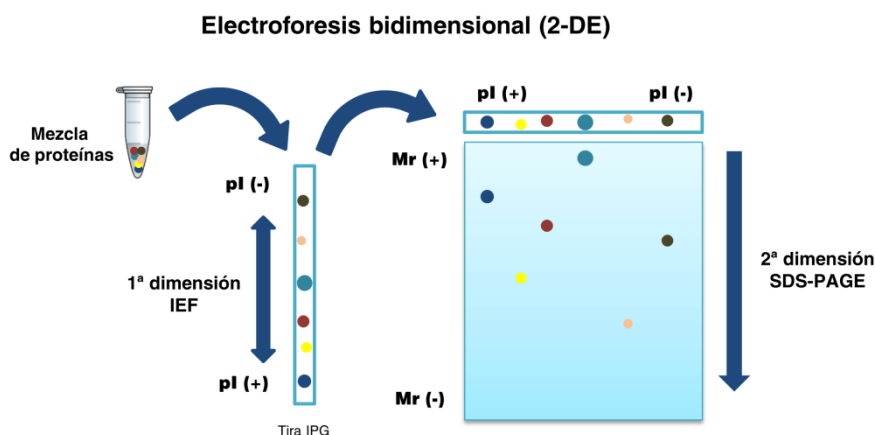 Electroforesis bidimensional (2-DE)
Mezcla
de proteínas
pI (-)
1ª dimensión
IEF
pI (+)
Tira IPG
pI (+)
pI (-)
Mr (+)
Mr (-)
2ª dimensión
SDS-PAGE